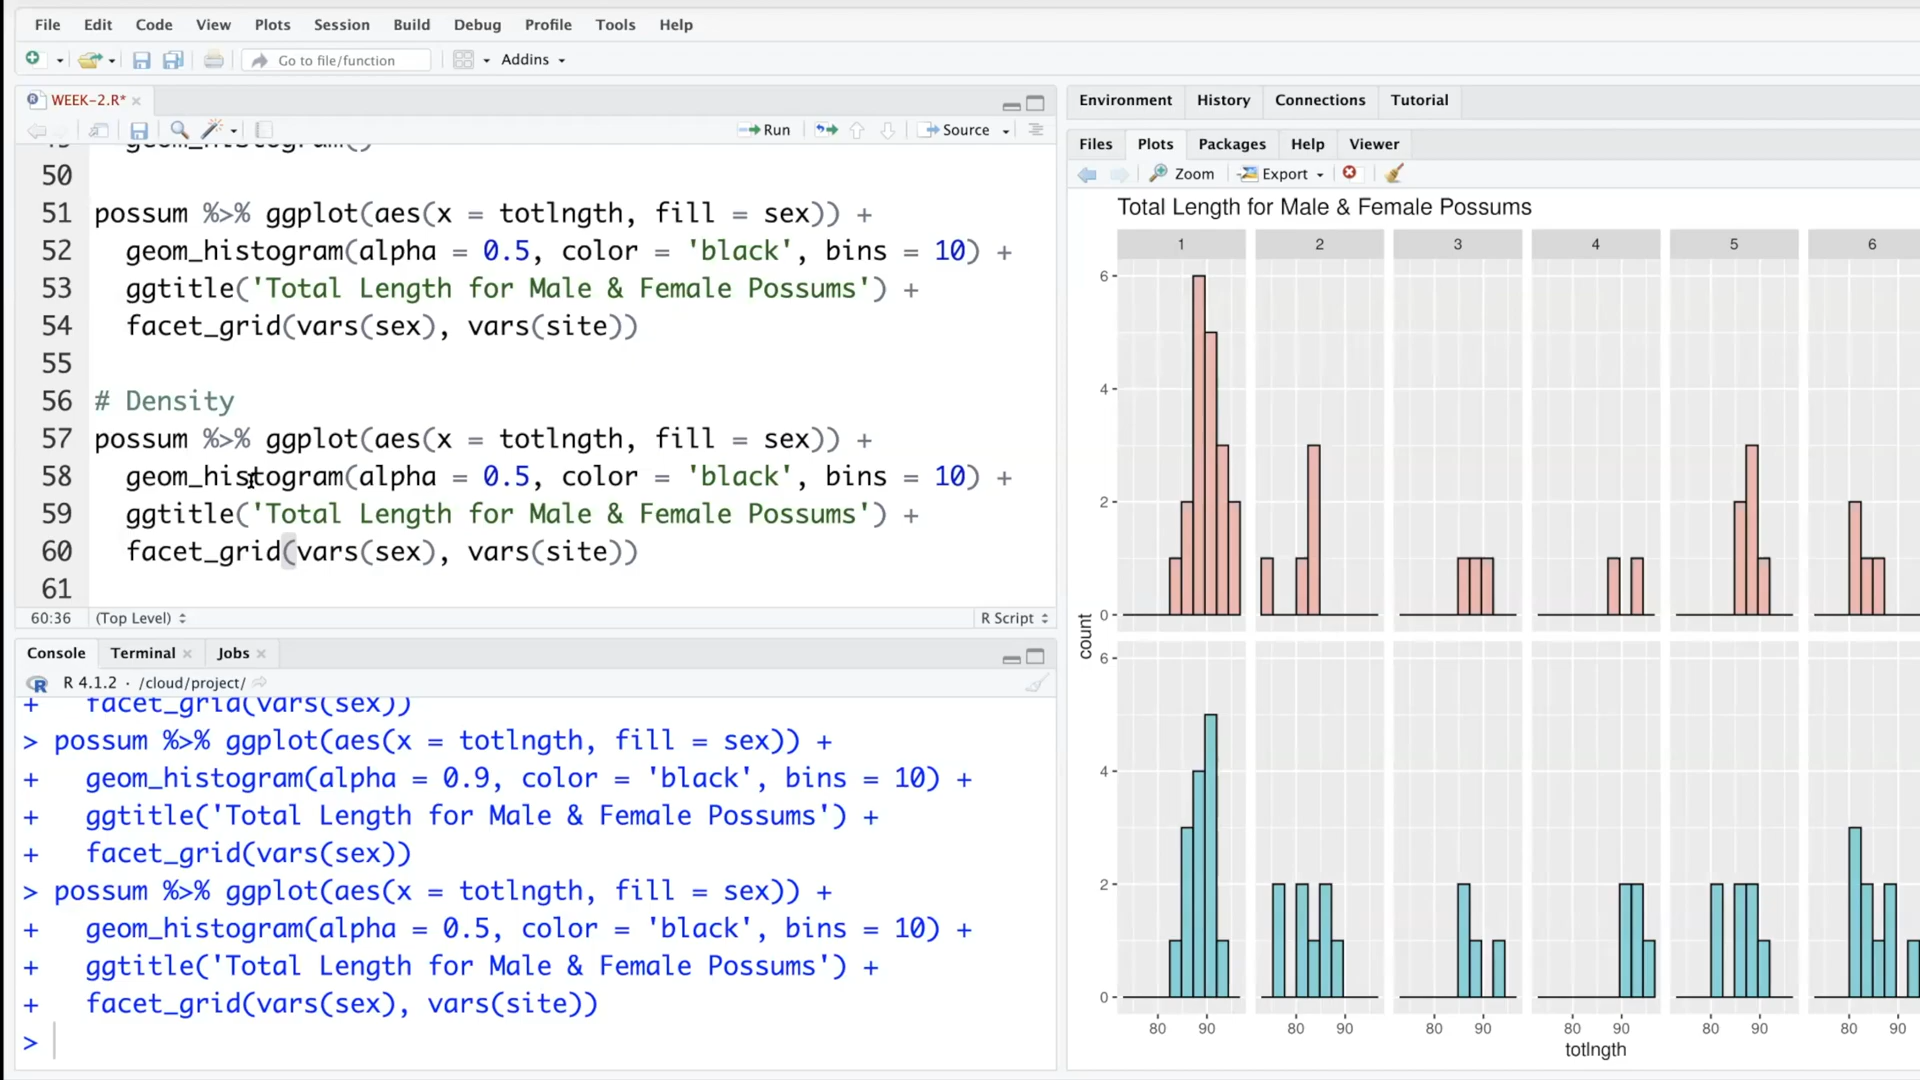 File Edit Code View Plots Session Build Debug Profile Tools Help
Go to file/function Addins
WEEK-2.R*
Run Source
geom_histogram()
50
51 possum %>% ggplot(aes(x = totlngth, fill = sex)) +
52 geom_histogram(alpha = 0.5, color = 'black', bins = 10) +
53 ggtitle('Total Length for Male & Female Possums') +
54 facet_grid(vars(sex), vars(site))
55
56 # Density
57 possum %>% ggplot(aes(x = totlngth, fill = sex)) +
58 geom_histogram(alpha = 0.5, color = 'black', bins = 10) +
59 ggtitle('Total Length for Male & Female Possums') +
60 facet_grid(vars(sex), vars(site))
61
60:36 (Top Level) R Script
Console Terminal Jobs
R 4.1.2 · /cloud/project/
+ facet_grid(vars(sex))
> possum %>% ggplot(aes(x = totlngth, fill = sex)) +
+ geom_histogram(alpha = 0.9, color = 'black', bins = 10) +
+ ggtitle('Total Length for Male & Female Possums') +
+ facet_grid(vars(sex))
> possum %>% ggplot(aes(x = totlngth, fill = sex)) +
+ geom_histogram(alpha = 0.5, color = 'black', bins = 10) +
+ ggtitle('Total Length for Male & Female Possums') +
+ facet_grid(vars(sex), vars(site))
>
Environment History Connections Tutorial
Files Plots Packages Help Viewer
Zoom Export
Total Length for Male & Female Possums
1 2 3 4 5 6
6
4
2
0
count
6
4
2
0
80 90 80 90 80 90 80 90 80 90 80 90
totlngth